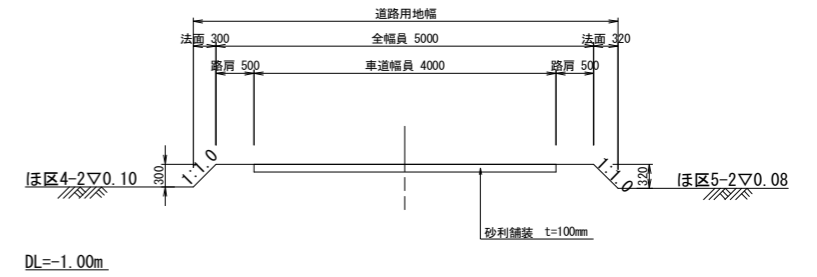 道路用地幅
法面 300 全幅員 5000 法面 320
路肩 500 車道幅員 4000 路肩 500
1:1.0 1:1.0
300 320
ほ区4-2▽0.10 ほ区5-2▽0.08
砂利舗装 t=100mm
DL=-1.00m